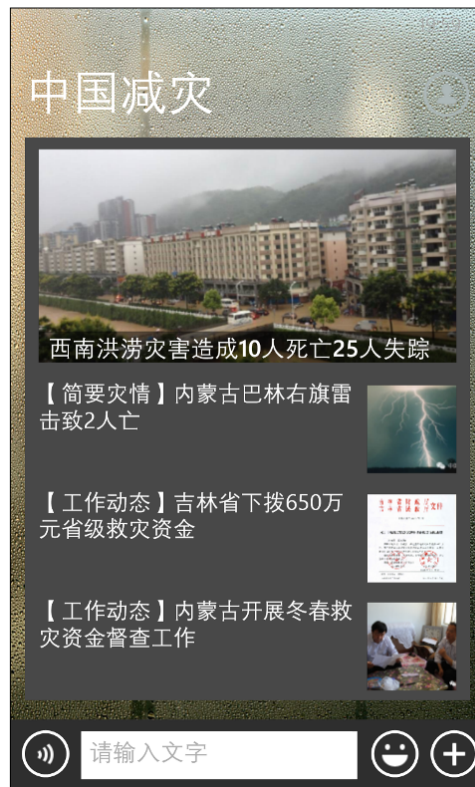 中国减灾
西南洪涝灾害造成10人死亡25人失踪
【简要灾情】内蒙古巴林右旗雷
击致2人亡
【工作动态】吉林省下拨650万
元省级救灾资金
【工作动态】内蒙古开展冬春救
灾资金督查工作
请输入文字